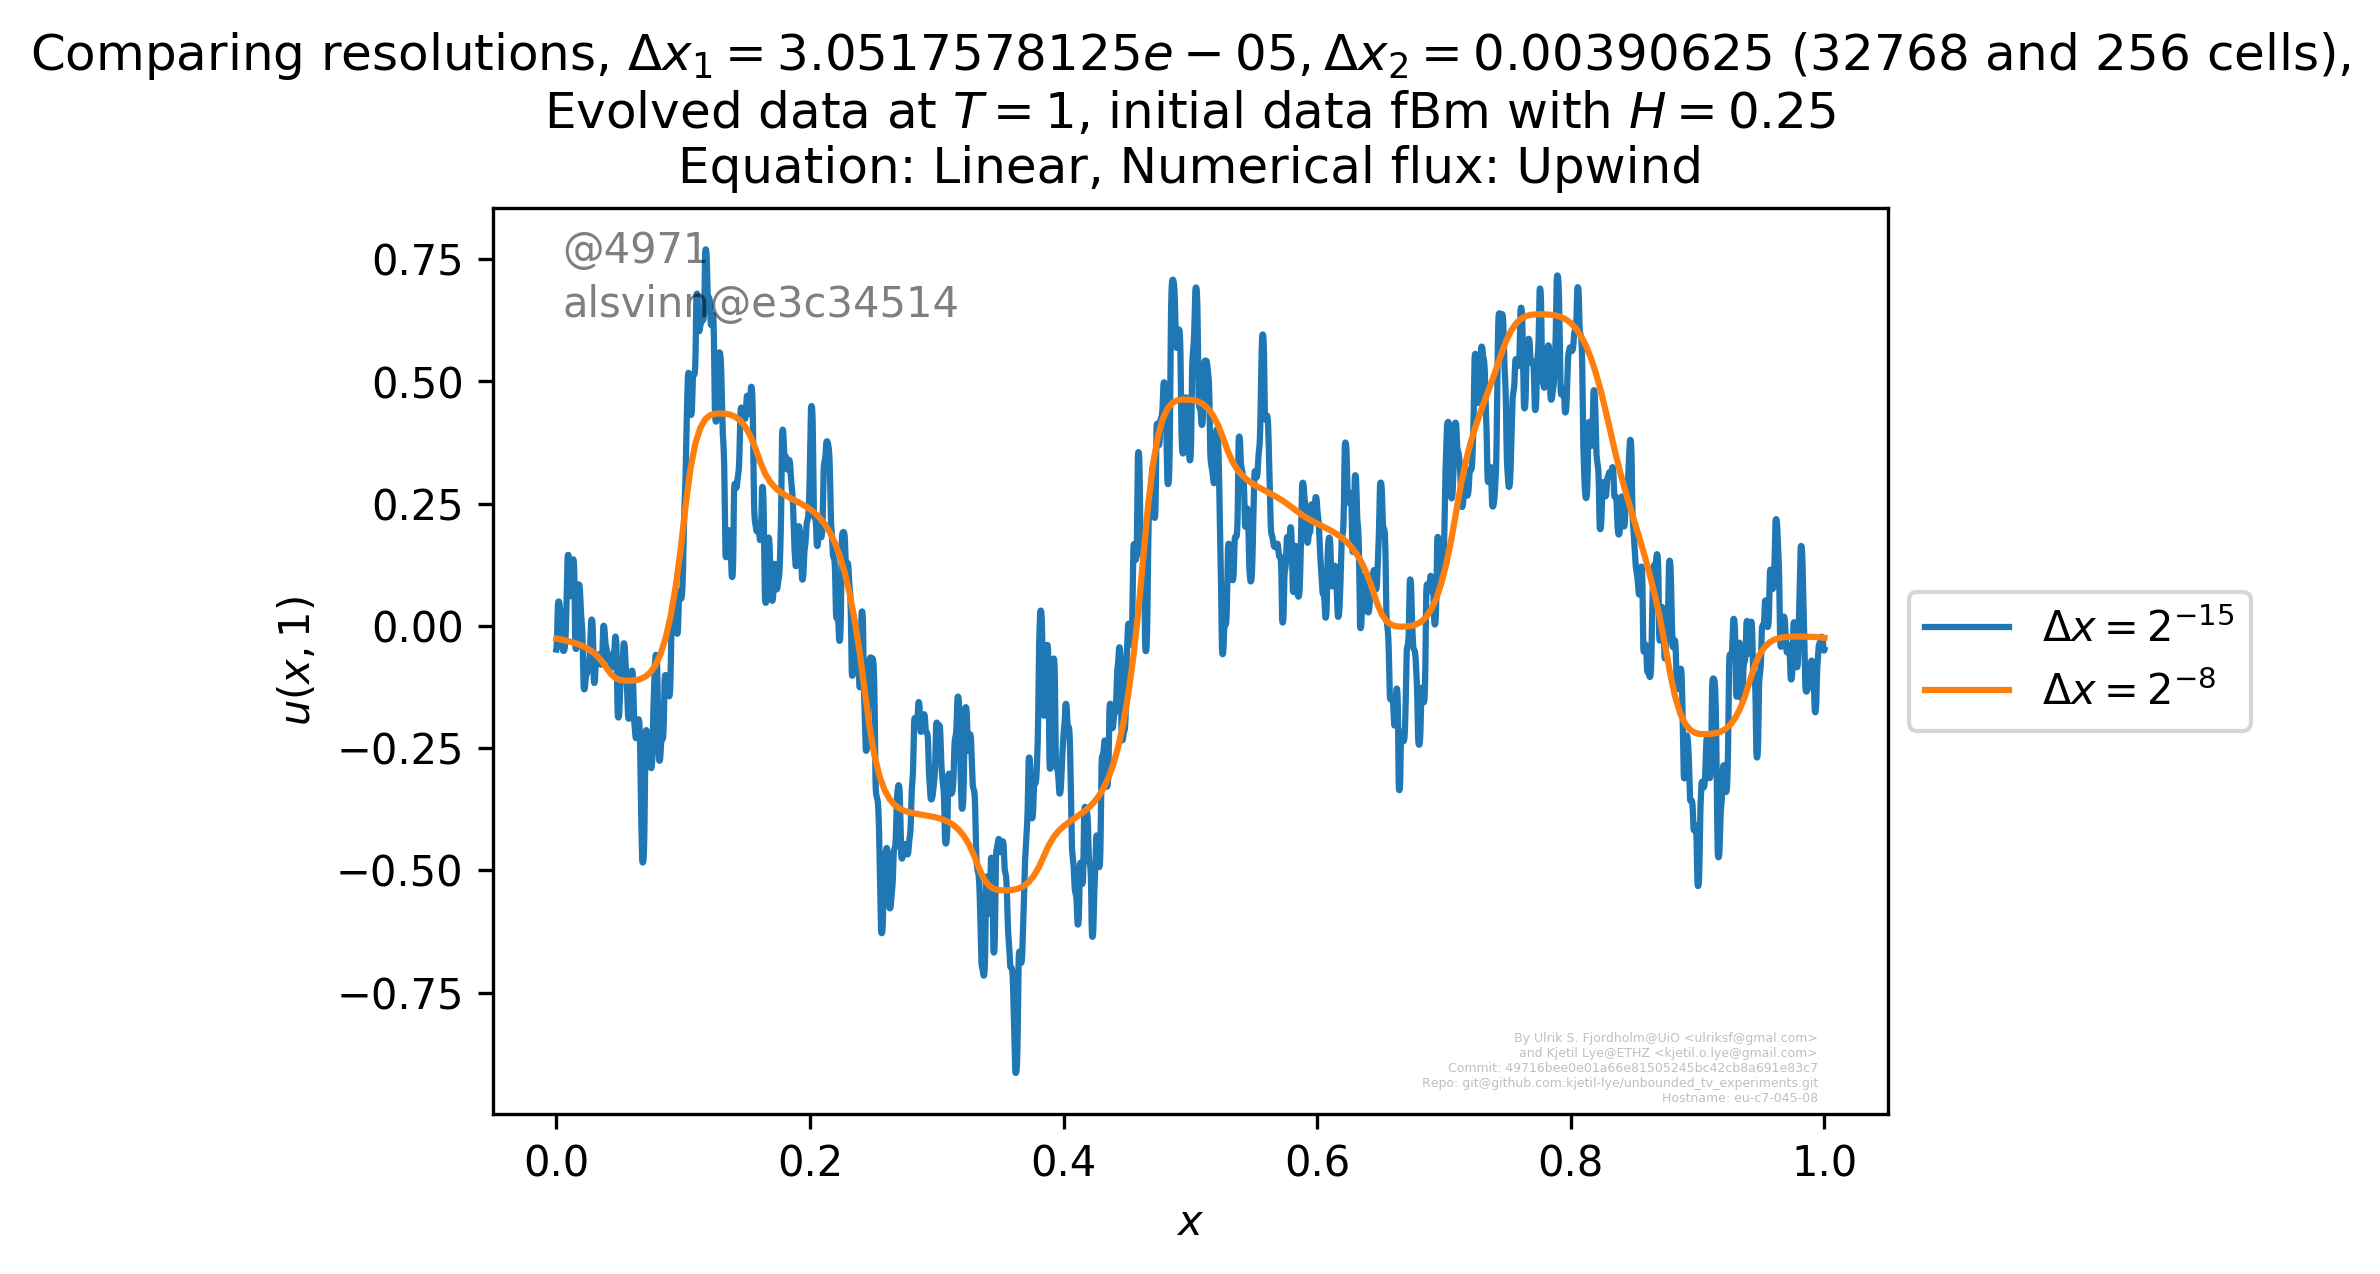 Comparing resolutions, Δx₁ = 3.0517578125e − 05, Δx₂ = 0.00390625 (32768 and 256 cells),
Evolved data at T = 1, initial data fBm with H = 0.25
Equation: Linear, Numerical flux: Upwind
@4971
alsvinn@e3c34514
0.75
0.50
0.25
0.00
−0.25
−0.50
−0.75
u(x, 1)
Δx = 2⁻¹⁵
Δx = 2⁻⁸
By Ulrik S. Fjordholm@UiO <ulriksf@gmal.com>
and Kjetil Lye@ETHZ <kjetil.o.lye@gmail.com>
Commit: 49716bee0e01a66e81505245bc42cb8a691e83c7
Repo: git@github.com:kjetil-lye/unbounded_tv_experiments.git
Hostname: eu-c7-045-08
0.0 0.2 0.4 0.6 0.8 1.0
x